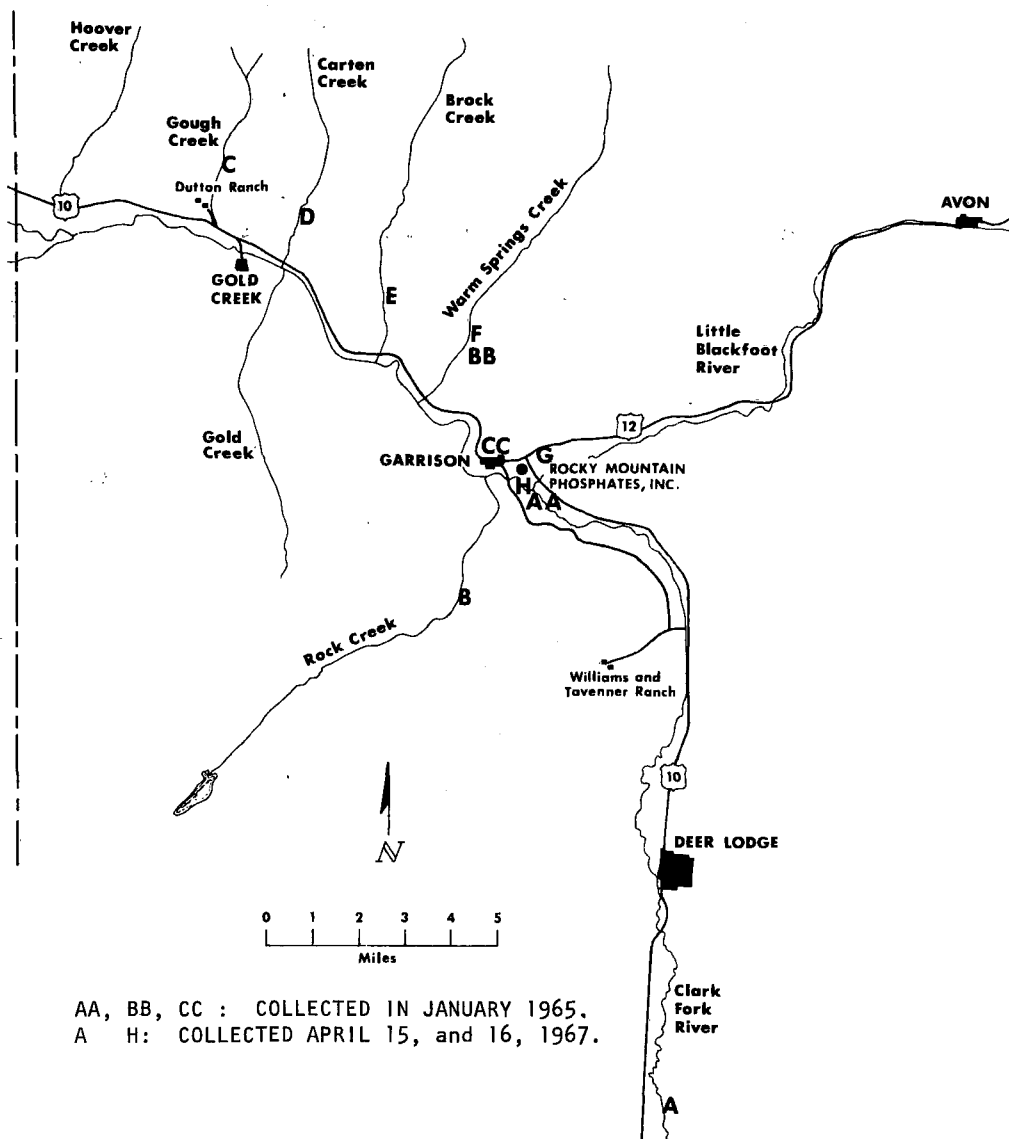 Hoover
Creek
Carten
Creek
Brock
Creek
Gough
Creek
C
Dutton Ranch
10
D
AVON
GOLD
CREEK
Warm Springs Creek
E
F
BB
Little
Blackfoot
River
12
Gold
Creek
GARRISON
CC
G
ROCKY MOUNTAIN
PHOSPHATES, INC.
H
AA
B
Rock Creek
Williams and
Tavenner Ranch
10
N
DEER LODGE
0 1 2 3 4 5
Miles
Clark
Fork
River
AA, BB, CC : COLLECTED IN JANUARY 1965.
A H: COLLECTED APRIL 15, and 16, 1967.
A